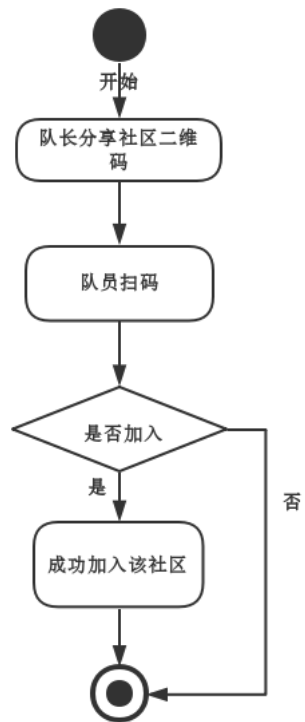 开始
队长分享社区二维
码
队员扫码
是否加入
是
否
成功加入该社区